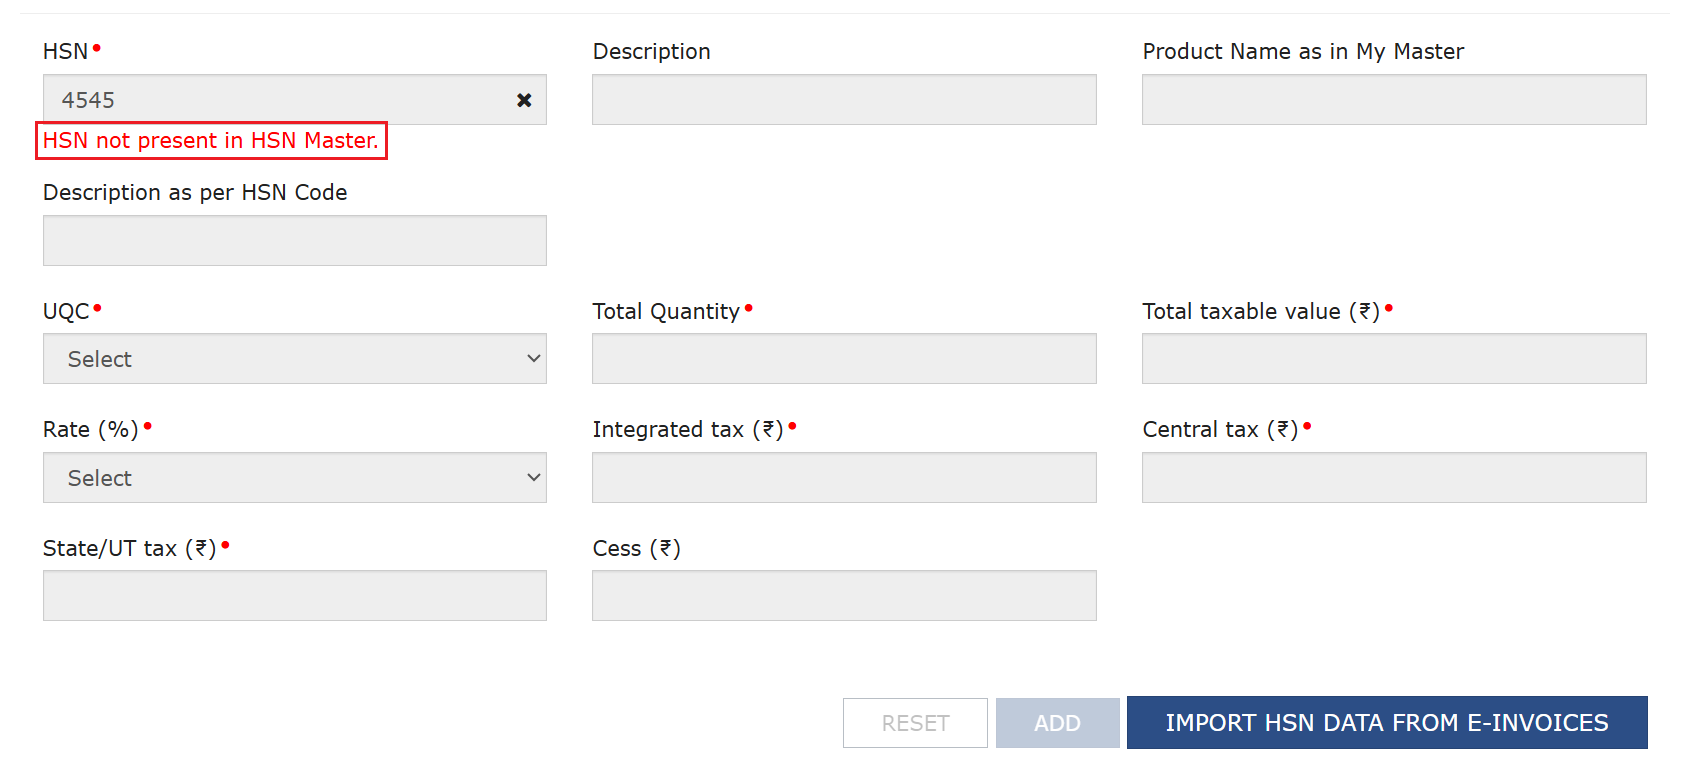 HSN•
Description
Product Name as in My Master
4545
HSN not present in HSN Master.
Description as per HSN Code
UQC•
Total Quantity•
Total taxable value (₹)•
Select
Rate (%)•
Integrated tax (₹)•
Central tax (₹)•
Select
State/UT tax (₹)•
Cess (₹)
RESET
ADD
IMPORT HSN DATA FROM E-INVOICES